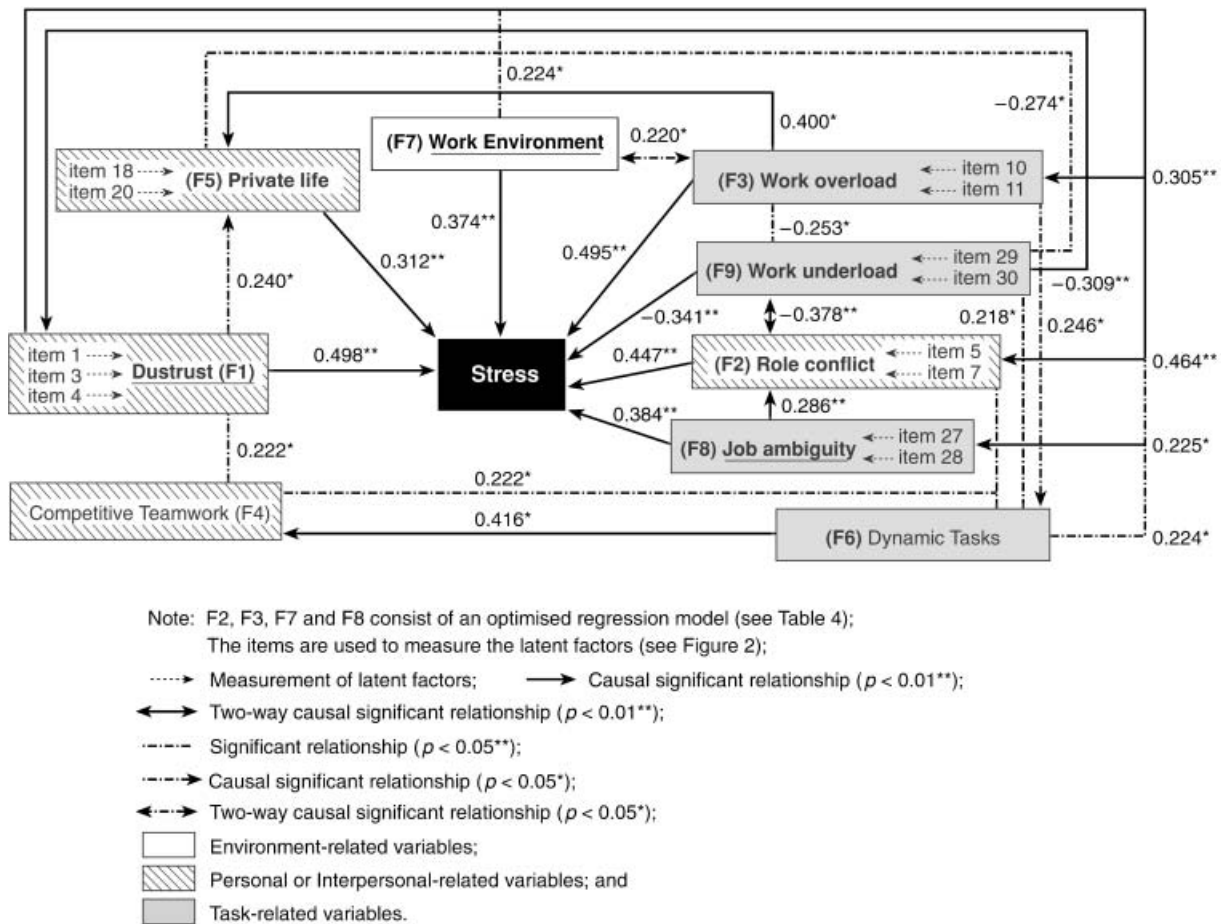 0.224*
−0.274*
0.400*
(F7) Work Environment
0.220*
item 18
item 20
(F5) Private life
(F3) Work overload
item 10
item 11
0.305**
0.374**
0.495**
−0.253*
0.312**
(F9) Work underload
item 29
item 30
−0.309**
0.240*
−0.341**
−0.378**
0.218*
0.246*
item 1
item 3
item 4
Dustrust (F1)
0.498**
Stress
0.447**
(F2) Role conflict
item 5
item 7
0.464**
0.384**
0.286**
(F8) Job ambiguity
item 27
item 28
0.225*
0.222*
0.222*
Competitive Teamwork (F4)
0.416*
(F6) Dynamic Tasks
0.224*
Note: F2, F3, F7 and F8 consist of an optimised regression model (see Table 4);
The items are used to measure the latent factors (see Figure 2);
Measurement of latent factors; Causal significant relationship (p < 0.01**);
Two-way causal significant relationship (p < 0.01**);
Significant relationship (p < 0.05**);
Causal significant relationship (p < 0.05*);
Two-way causal significant relationship (p < 0.05*);
Environment-related variables;
Personal or Interpersonal-related variables; and
Task-related variables.